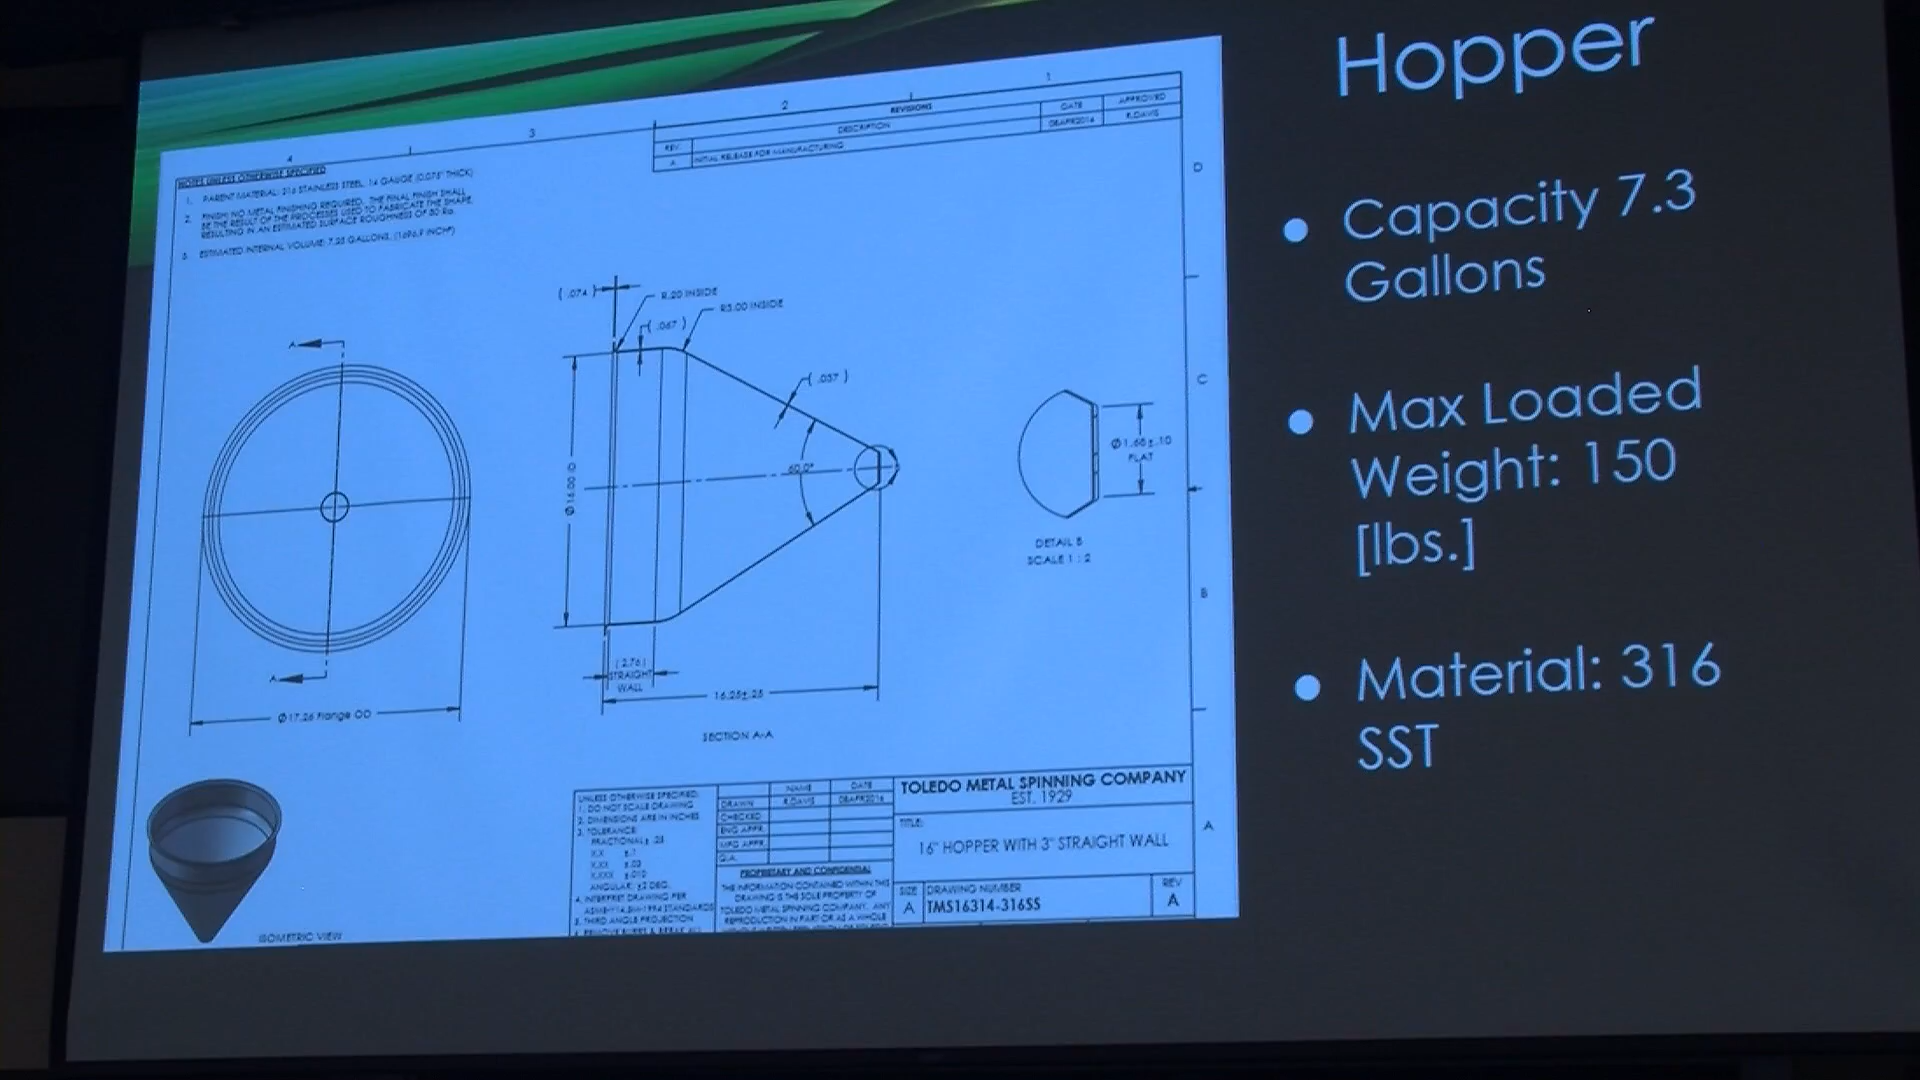 Hopper
Capacity 7.3
Gallons
Max Loaded
Weight: 150
[lbs.]
Material: 316
SST
4
3
2
1
REVISIONS
REV.
DESCRIPTION
DATE
APPROVED
A
INITIAL RELEASE FOR MANUFACTURING
08APR2016
R.DAVIS
NOTES UNLESS OTHERWISE SPECIFIED
1. PARENT MATERIAL: 316 STAINLESS STEEL, 14 GAUGE (0.075" THICK)
2. FINISH: NO METAL FINISHING REQUIRED. THE FINAL FINISH SHALL
BE THE RESULT OF THE PROCESSES USED TO FABRICATE THE SHAPE,
RESULTING IN AN ESTIMATED SURFACE ROUGHNESS OF 80 Ra.
3. ESTIMATED INTERNAL VOLUME: 7.35 GALLONS,
D
C
B
A
A
A
Ø17.26 Flange OD
(.074)
R.20 INSIDE
(.067)
R3.00 INSIDE
(.057)
60.0°
Ø16.00 ID
(2.76)
STRAIGHT
WALL
16.25±.25
SECTION A-A
Ø1.68±.10
FLAT
DETAIL B
SCALE 1 : 2
ISOMETRIC VIEW
UNLESS OTHERWISE SPECIFIED:
1. DO NOT SCALE DRAWING
2. DIMENSIONS ARE IN INCHES
3. TOLERANCE:
FRACTIONAL± .25
X.X ±.1
X.XX ±.03
X.XXX ±.010
ANGULAR: ±2 DEG.
4. INTERPRET DRAWING PER
ASME-Y14.5M-1994 STANDARDS
5. THIRD ANGLE PROJECTION
NAME
DATE
DRAWN
R.DAVIS
08APR2016
CHECKED
ENG APPR.
MFG APPR.
Q.A.
PROPRIETARY AND CONFIDENTIAL
THE INFORMATION CONTAINED WITHIN THIS
DRAWING IS THE SOLE PROPERTY OF
TOLEDO METAL SPINNING COMPANY. ANY
REPRODUCTION IN PART OR AS A WHOLE
TOLEDO METAL SPINNING COMPANY
EST. 1929
TITLE:
16" HOPPER WITH 3" STRAIGHT WALL
SIZE
A
DRAWING NUMBER
TMS16314-316SS
REV
A